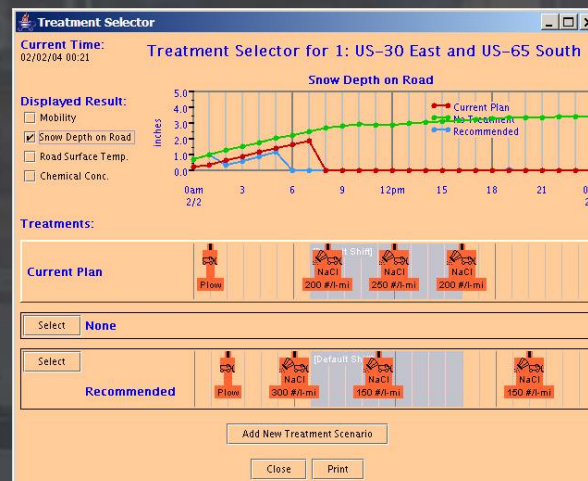 Treatment Selector
Current Time:
02/02/04 00:21
Treatment Selector for 1: US-30 East and US-65 South
Snow Depth on Road
Displayed Result:
Mobility
Snow Depth on Road
Road Surface Temp.
Chemical Conc.
inches
5.0
4.0
3.0
2.0
1.0
0.0
Current Plan
No Treatment
Recommended
0am 3 6 9 12pm 15 18 21
2/2
Treatments:
Current Plan
Plow
NaCl
200 #/l-mi
NaCl
250 #/l-mi
NaCl
200 #/l-mi
Select None
Select
Recommended
[Default Sh
Plow
NaCl
300 #/l-mi
NaCl
150 #/l-mi
NaCl
150 #/l-mi
Add New Treatment Scenario
Close Print